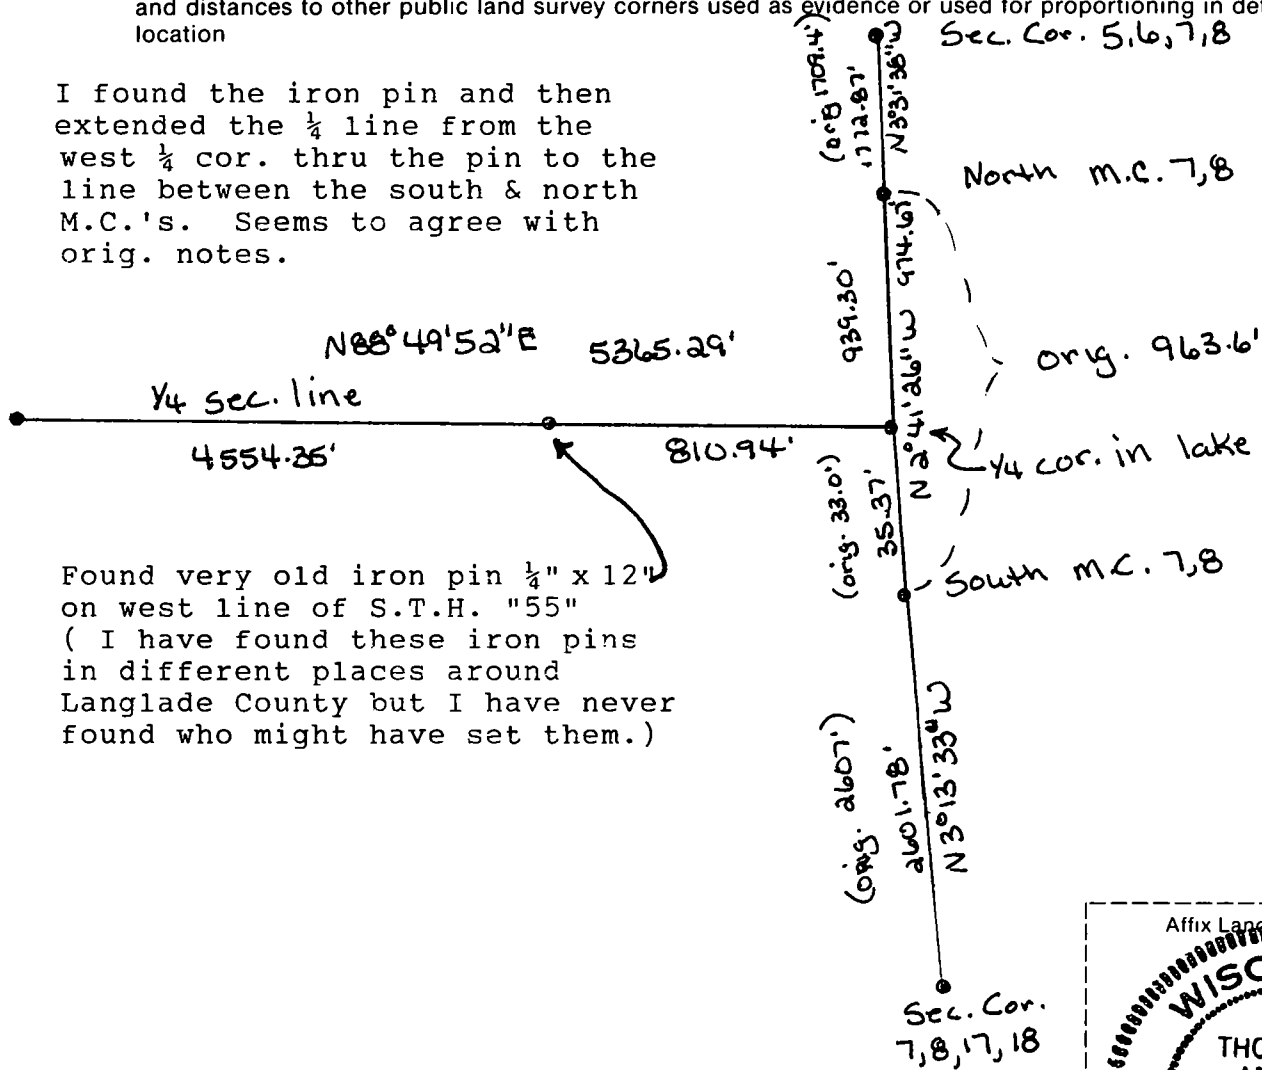 and distances to other public land survey corners used as evidence or used for proportioning in det
location
I found the iron pin and then
extended the ¼ line from the
west ¼ cor. thru the pin to the
line between the south & north
M.C.'s. Seems to agree with
orig. notes.
Sec. Cor. 5,6,7,8
(orig 1709.4')
1772.87'
N3°31'38"W
North M.C. 7,8
974.67'
939.30'
N 2°41'26"W
orig. 963.6'
N88°49'52"E 5365.29'
¼ sec. line
4554.35'
810.94'
¼ cor. in lake
(orig. 33.0')
35.37'
South M.C. 7,8
Found very old iron pin ¼" x 12"
on west line of S.T.H. "55"
( I have found these iron pins
in different places around
Langlade County but I have never
found who might have set them.)
(orig. 2607')
2601.78'
N3°13'33"W
Sec. Cor.
7,8,17,18
Affix Land
WISCO
THO